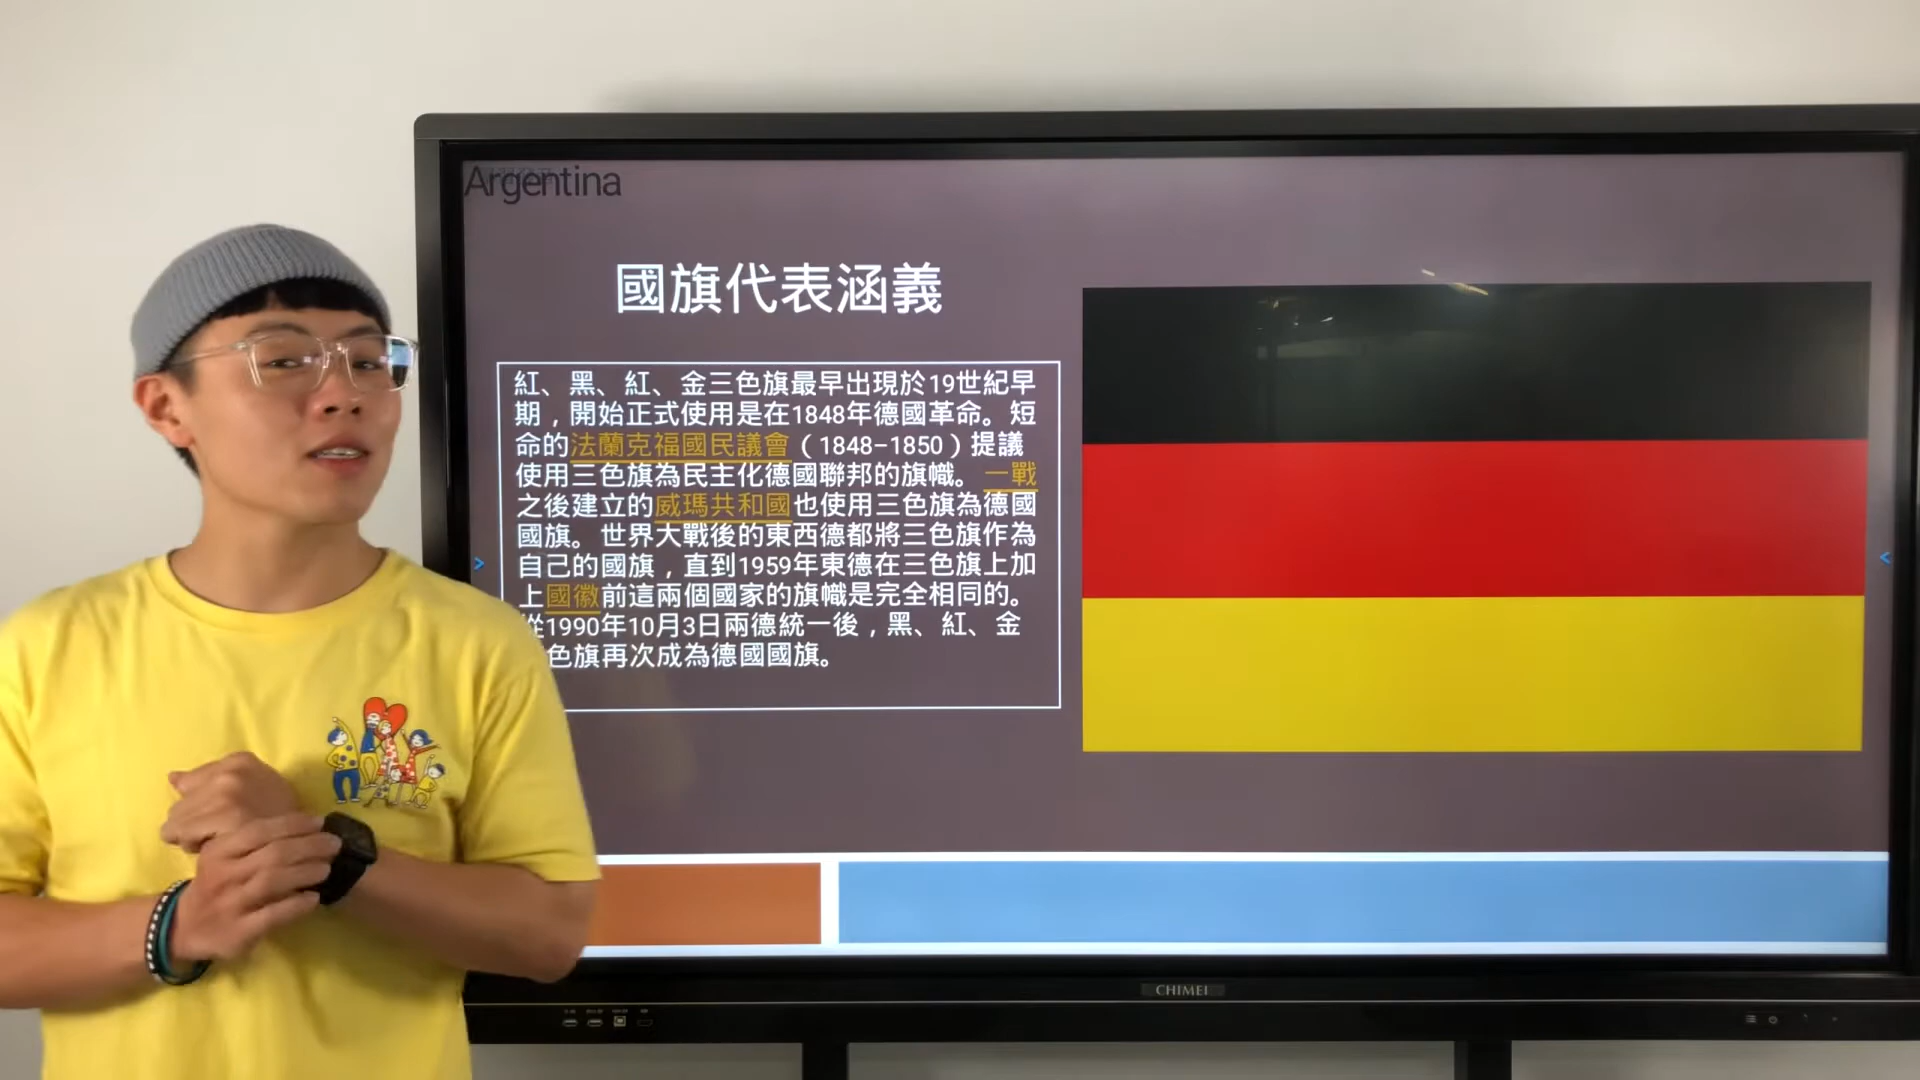 Argentina
國旗代表涵義
紅、黑、紅、金三色旗最早出現於19世紀早
期，開始正式使用是在1848年德國革命。短
命的法蘭克福國民議會（1848–1850）提議
使用三色旗為民主化德國聯邦的旗幟。 一戰
之後建立的威瑪共和國也使用三色旗為德國
國旗。世界大戰後的東西德都將三色旗作為
自己的國旗，直到1959年東德在三色旗上加
上國徽前這兩個國家的旗幟是完全相同的。
從1990年10月3日兩德統一後，黑、紅、金
色旗再次成為德國國旗。
CHIMEI